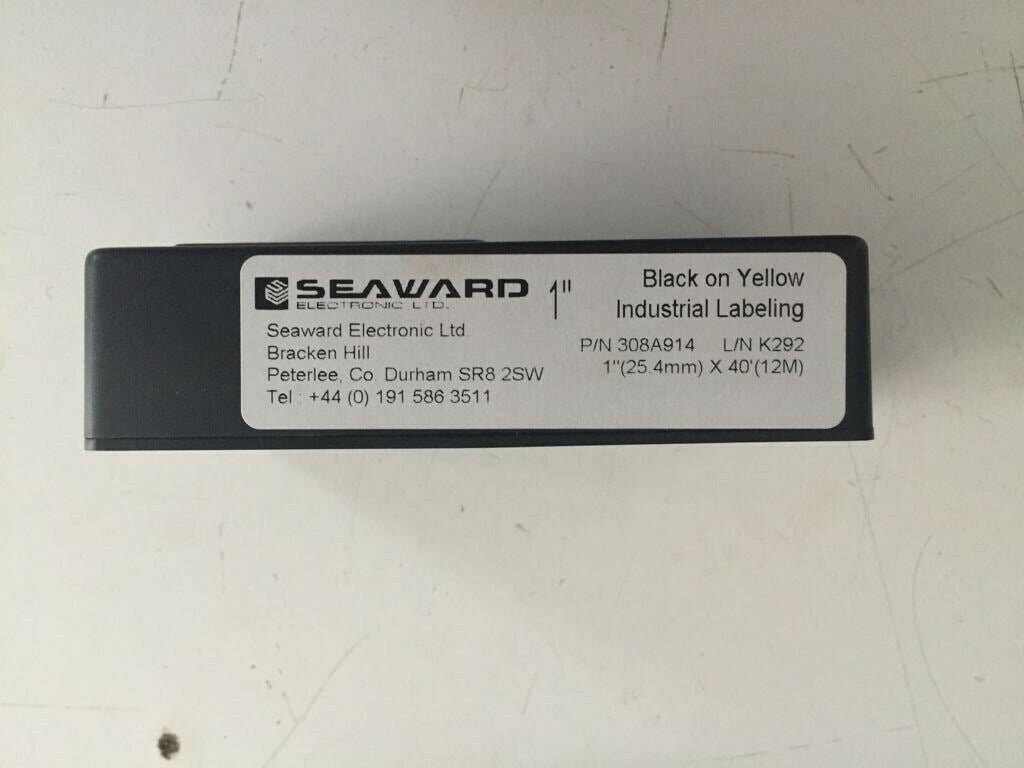 SEAWARD
ELECTRONIC LTD.
Seaward Electronic Ltd.
Bracken Hill
Peterlee, Co. Durham SR8 2SW
Tel : +44 (0) 191 586 3511
1"
Black on Yellow
Industrial Labeling
P/N 308A914 L/N K292
1"(25.4mm) X 40'(12M)